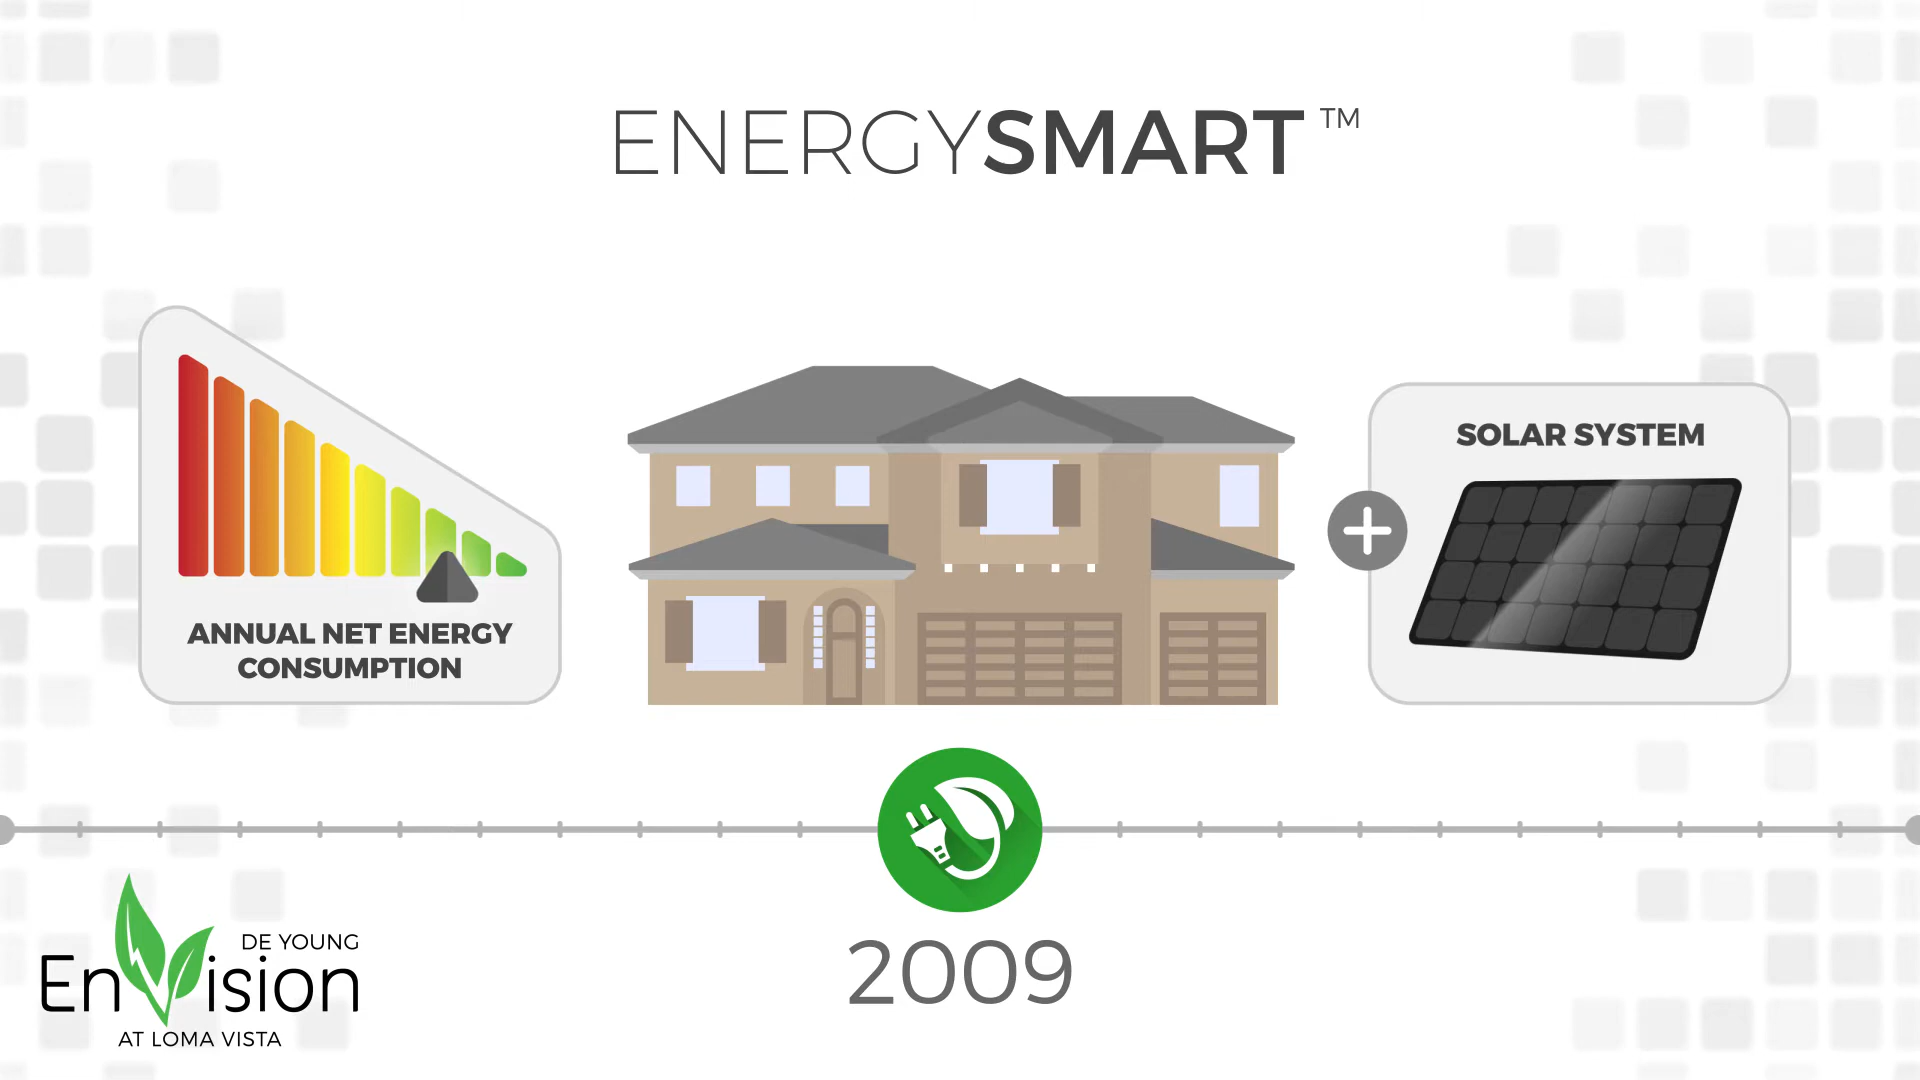 ENERGYSMART™
ANNUAL NET ENERGY
CONSUMPTION
SOLAR SYSTEM
2009
DE YOUNG
EnVision
AT LOMA VISTA